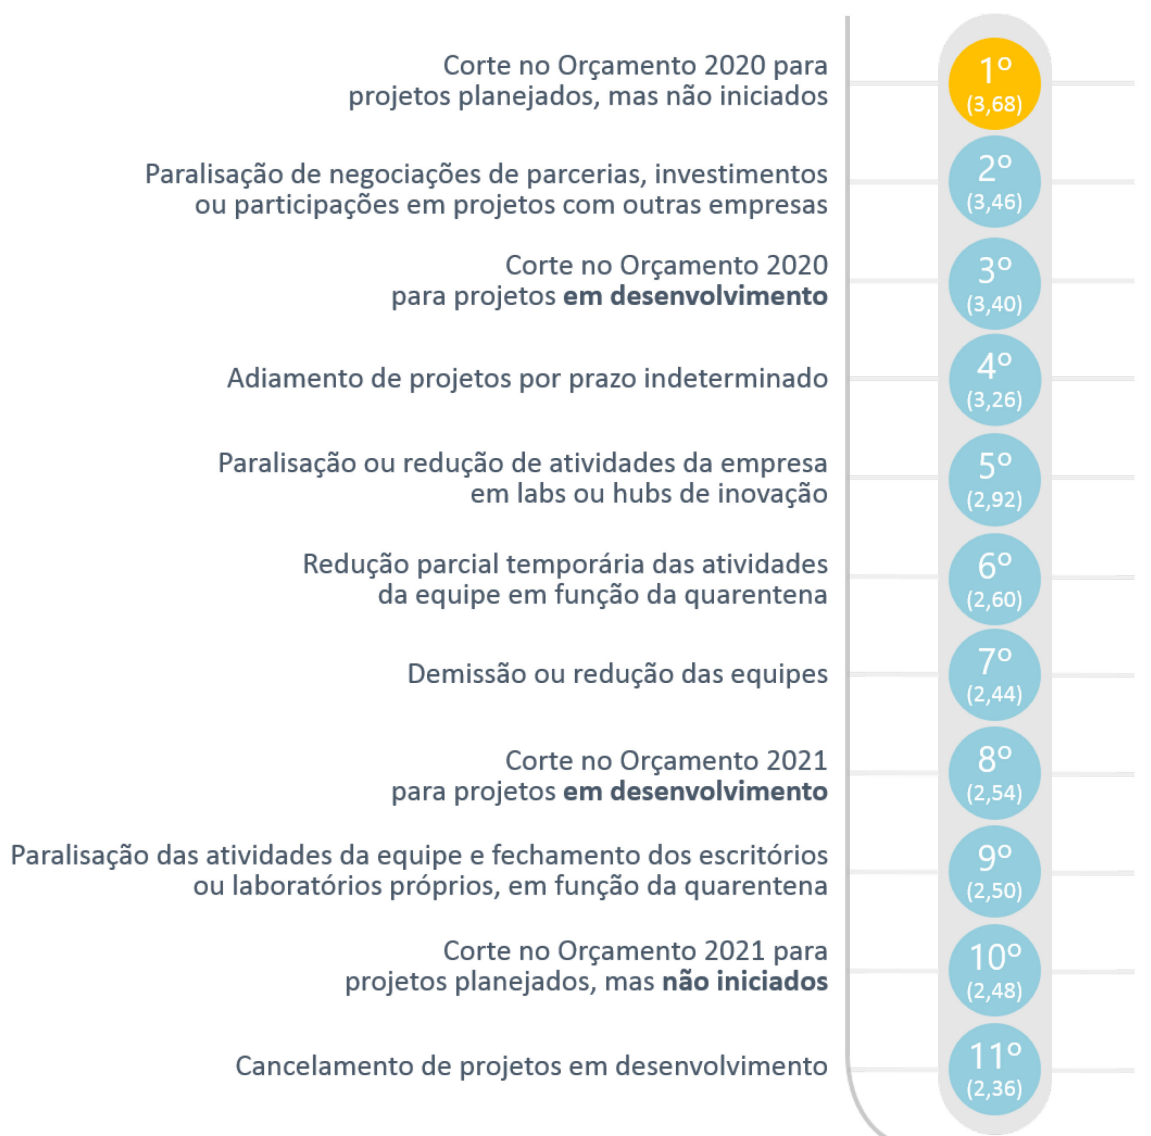 Corte no Orçamento 2020 para
projetos planejados, mas não iniciados
1º
(3,68)
Paralisação de negociações de parcerias, investimentos
ou participações em projetos com outras empresas
2º
(3,46)
Corte no Orçamento 2020
para projetos em desenvolvimento
3º
(3,40)
Adiamento de projetos por prazo indeterminado
4º
(3,26)
Paralisação ou redução de atividades da empresa
em labs ou hubs de inovação
5º
(2,92)
Redução parcial temporária das atividades
da equipe em função da quarentena
6º
(2,60)
Demissão ou redução das equipes
7º
(2,44)
Corte no Orçamento 2021
para projetos em desenvolvimento
8º
(2,54)
Paralisação das atividades da equipe e fechamento dos escritórios
ou laboratórios próprios, em função da quarentena
9º
(2,50)
Corte no Orçamento 2021 para
projetos planejados, mas não iniciados
10º
(2,48)
Cancelamento de projetos em desenvolvimento
11º
(2,36)